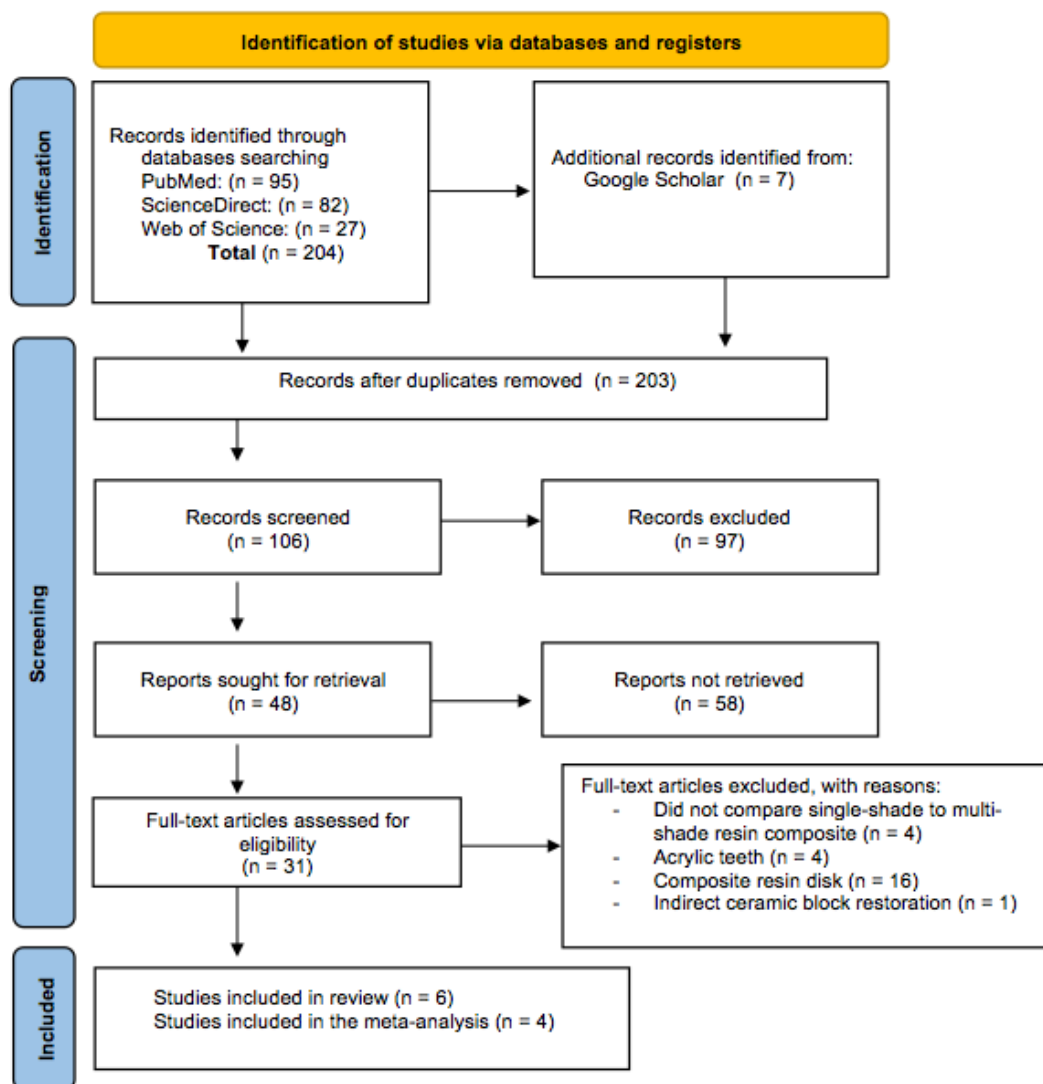 Identification of studies via databases and registers
Identification
Records identified through
databases searching
PubMed: (n = 95)
ScienceDirect: (n = 82)
Web of Science: (n = 27)
Total (n = 204)
Additional records identified from:
Google Scholar (n = 7)
Screening
Records after duplicates removed (n = 203)
Records screened
(n = 106)
Records excluded
(n = 97)
Reports sought for retrieval
(n = 48)
Reports not retrieved
(n = 58)
Full-text articles assessed for
eligibility
(n = 31)
Full-text articles excluded, with reasons:
- Did not compare single-shade to multi-
shade resin composite (n = 4)
- Acrylic teeth (n = 4)
- Composite resin disk (n = 16)
- Indirect ceramic block restoration (n = 1)
Included
Studies included in review (n = 6)
Studies included in the meta-analysis (n = 4)